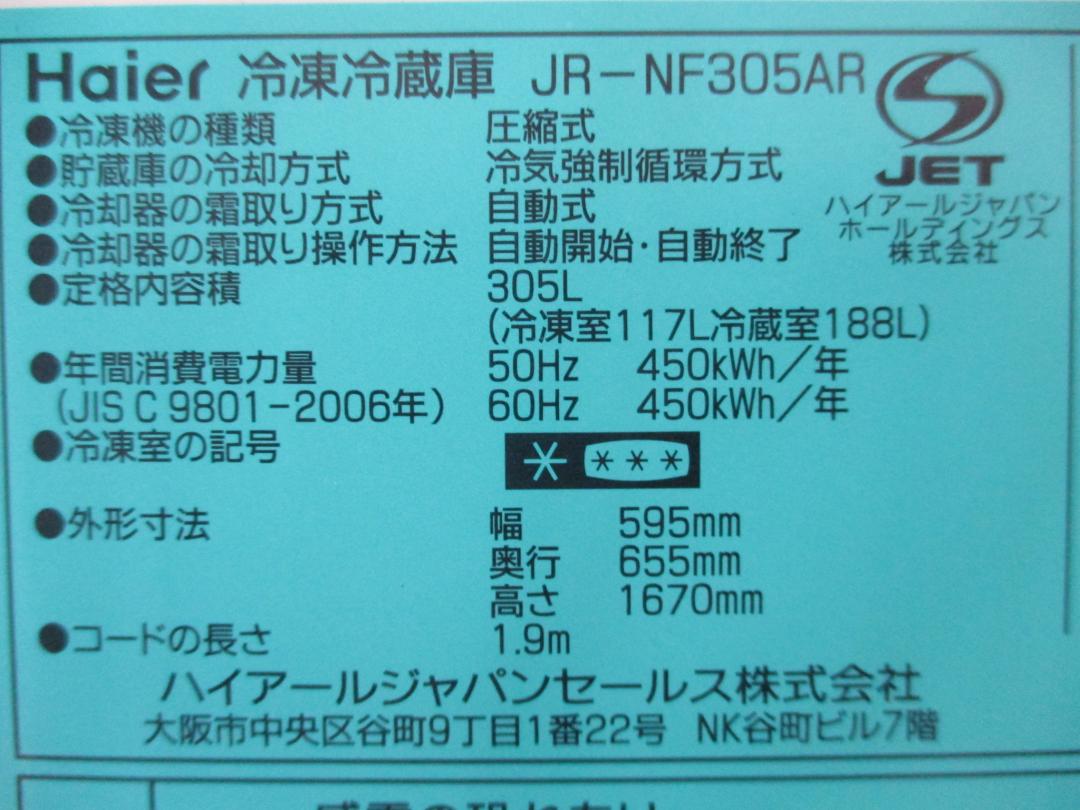 Haier 冷凍冷蔵庫 JR-NF305AR
JET
ハイアールジャパン
ホールディングス
株式会社
●冷凍機の種類 圧縮式
●貯蔵庫の冷却方式 冷気強制循環方式
●冷却器の霜取り方式 自動式
●冷却器の霜取り操作方法 自動開始・自動終了
●定格内容積 305L
(冷凍室117L冷蔵室188L)
●年間消費電力量 50Hz 450kWh/年
(JIS C 9801-2006年) 60Hz 450kWh/年
●冷凍室の記号 * ***
●外形寸法 幅 595mm
奥行 655mm
高さ 1670mm
●コードの長さ 1.9m
ハイアールジャパンセールス株式会社
大阪市中央区谷町9丁目1番22号 NK谷町ビル7階